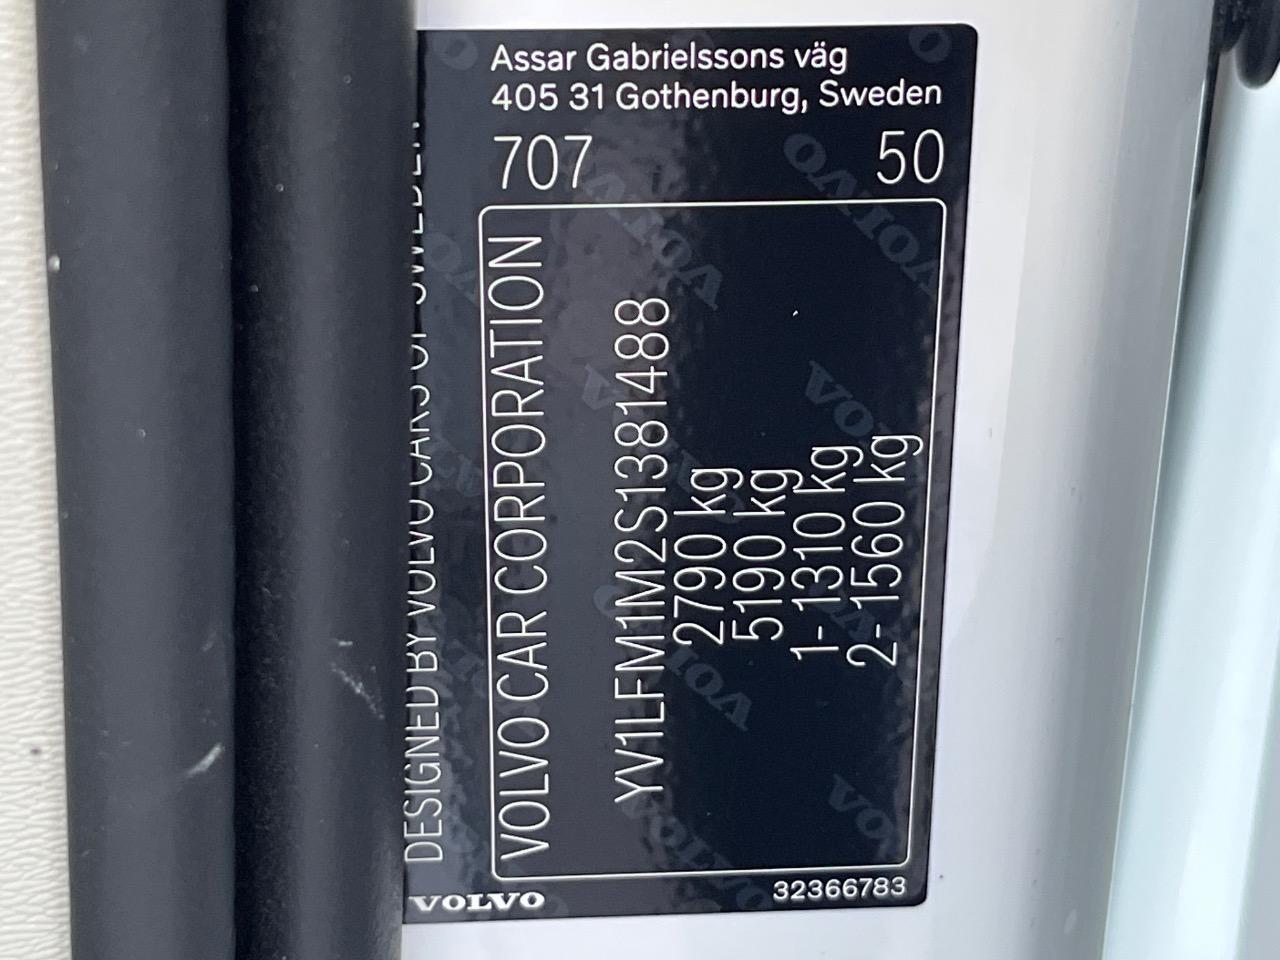 Assar Gabrielssons väg
405 31 Gothenburg, Sweden
707 50
DESIGNED BY VOLVO CARS OF SWEDEN
VOLVO CAR CORPORATION
YV1LFM1M2S1381488
2790 kg
5190 kg
1- 1310 kg
2- 1560 kg
VOLVO
32366783